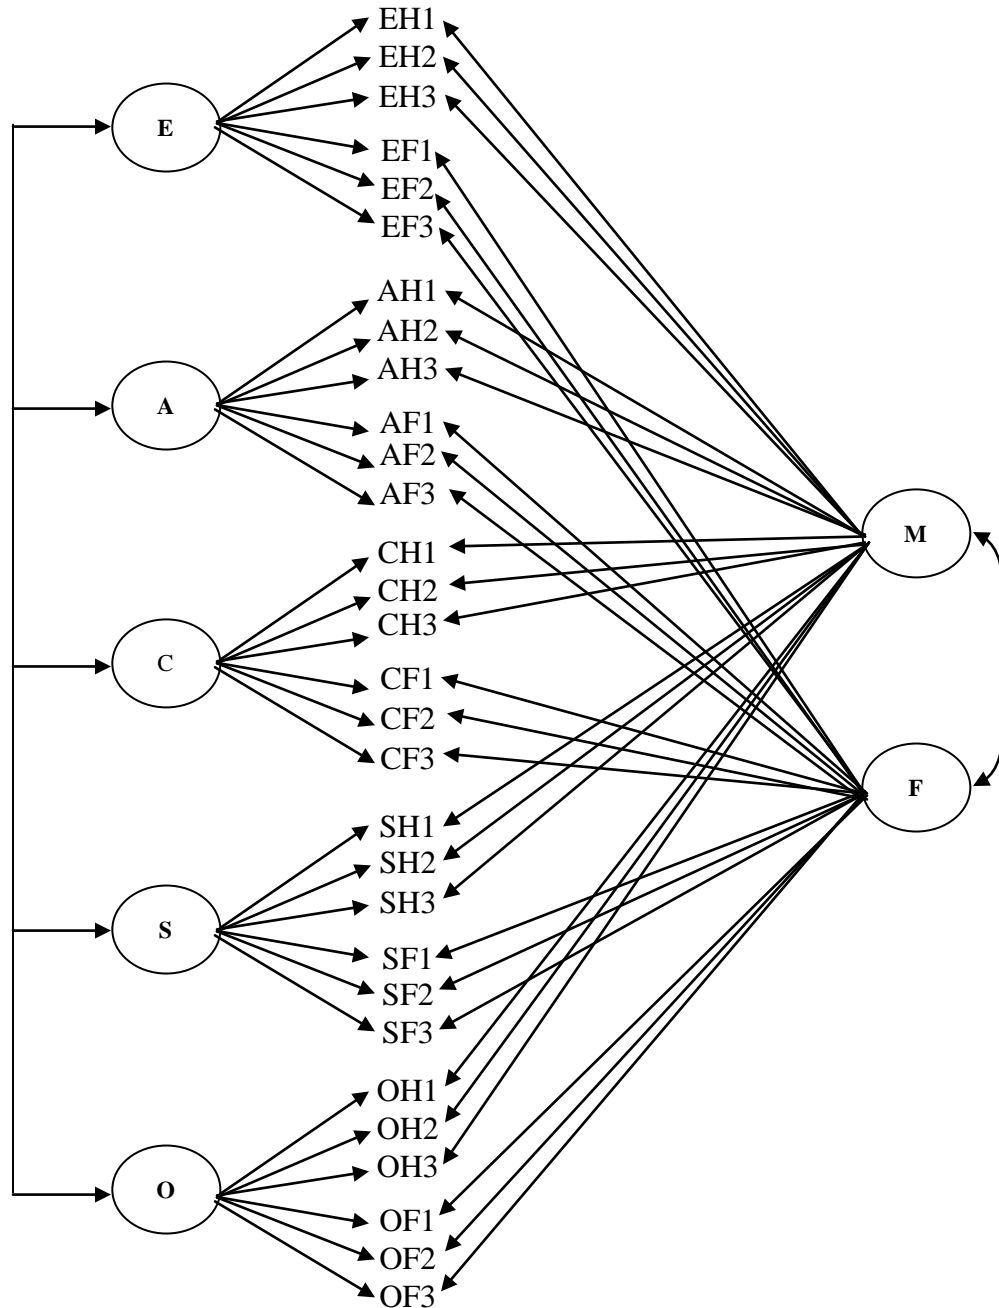 EH1
EH2
EH3
E
EF1
EF2
EF3
AH1
AH2
AH3
A
AF1
AF2
AF3
M
CH1
CH2
CH3
C
CF1
CF2
CF3
F
SH1
SH2
SH3
S
SF1
SF2
SF3
OH1
OH2
OH3
O
OF1
OF2
OF3